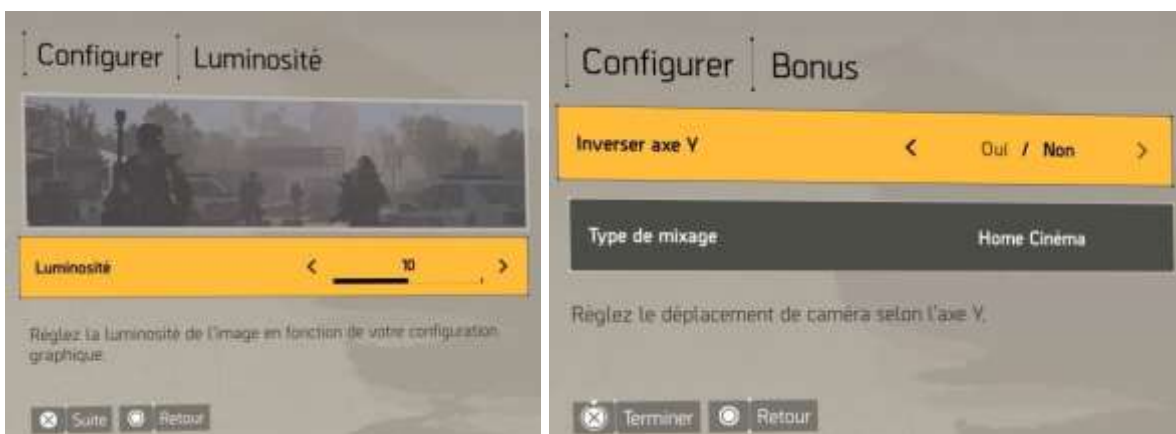 Configurer Luminosité
Luminosité 10
Réglez la luminosité de l'image en fonction de votre configuration
graphique.
Suite Retour
Configurer Bonus
Inverser axe Y Oui / Non
Type de mixage Home Cinéma
Réglez le déplacement de caméra selon l'axe Y.
Terminer Retour